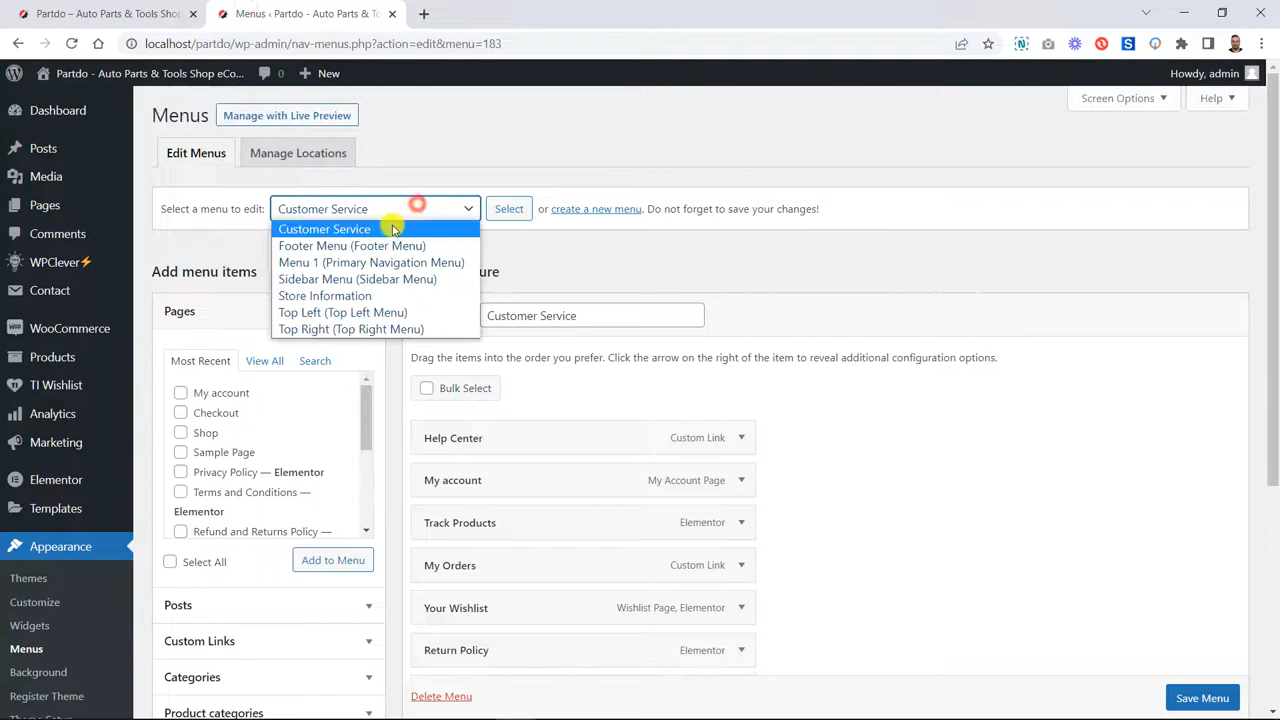 Partdo – Auto Parts & Tools Shop
Menus ‹ Partdo - Auto Parts & To
localhost/partdo/wp-admin/nav-menus.php?action=edit&menu=183
Partdo - Auto Parts & Tools Shop eCo...
0
New
Howdy, admin
Dashboard
Posts
Media
Pages
Comments
WPClever⚡
Contact
WooCommerce
Products
TI Wishlist
Analytics
Marketing
Elementor
Templates
Appearance
Themes
Customize
Widgets
Menus
Background
Register Theme
Menus
Manage with Live Preview
Screen Options
Help
Edit Menus
Manage Locations
Select a menu to edit:
Customer Service
Select
or create a new menu. Do not forget to save your changes!
Customer Service
Footer Menu (Footer Menu)
Menu 1 (Primary Navigation Menu)
Sidebar Menu (Sidebar Menu)
Store Information
Top Left (Top Left Menu)
Top Right (Top Right Menu)
Add menu items
Pages
Most Recent
View All
Search
My account
Checkout
Shop
Sample Page
Privacy Policy — Elementor
Terms and Conditions —
Elementor
Refund and Returns Policy —
Select All
Add to Menu
Posts
Custom Links
Categories
Product categories
Customer Service
Drag the items into the order you prefer. Click the arrow on the right of the item to reveal additional configuration options.
Bulk Select
Help Center
Custom Link
My account
My Account Page
Track Products
Elementor
My Orders
Custom Link
Your Wishlist
Wishlist Page, Elementor
Return Policy
Elementor
Delete Menu
Save Menu